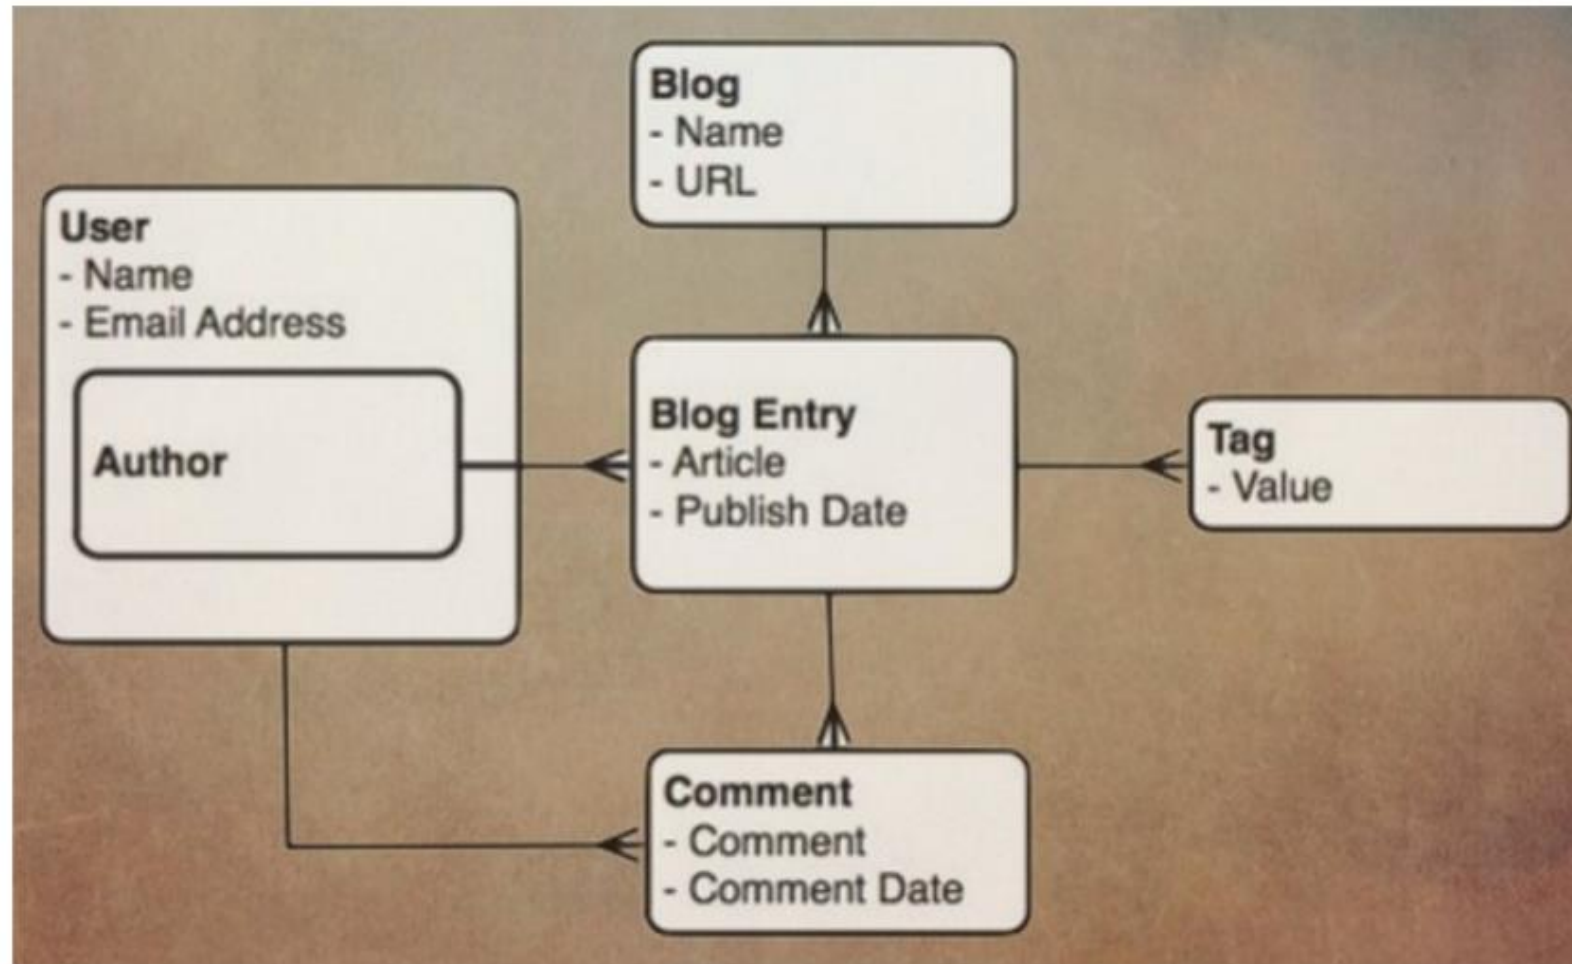 Blog
- Name
- URL
User
- Name
- Email Address
Author
Blog Entry
- Article
- Publish Date
Tag
- Value
Comment
- Comment
- Comment Date